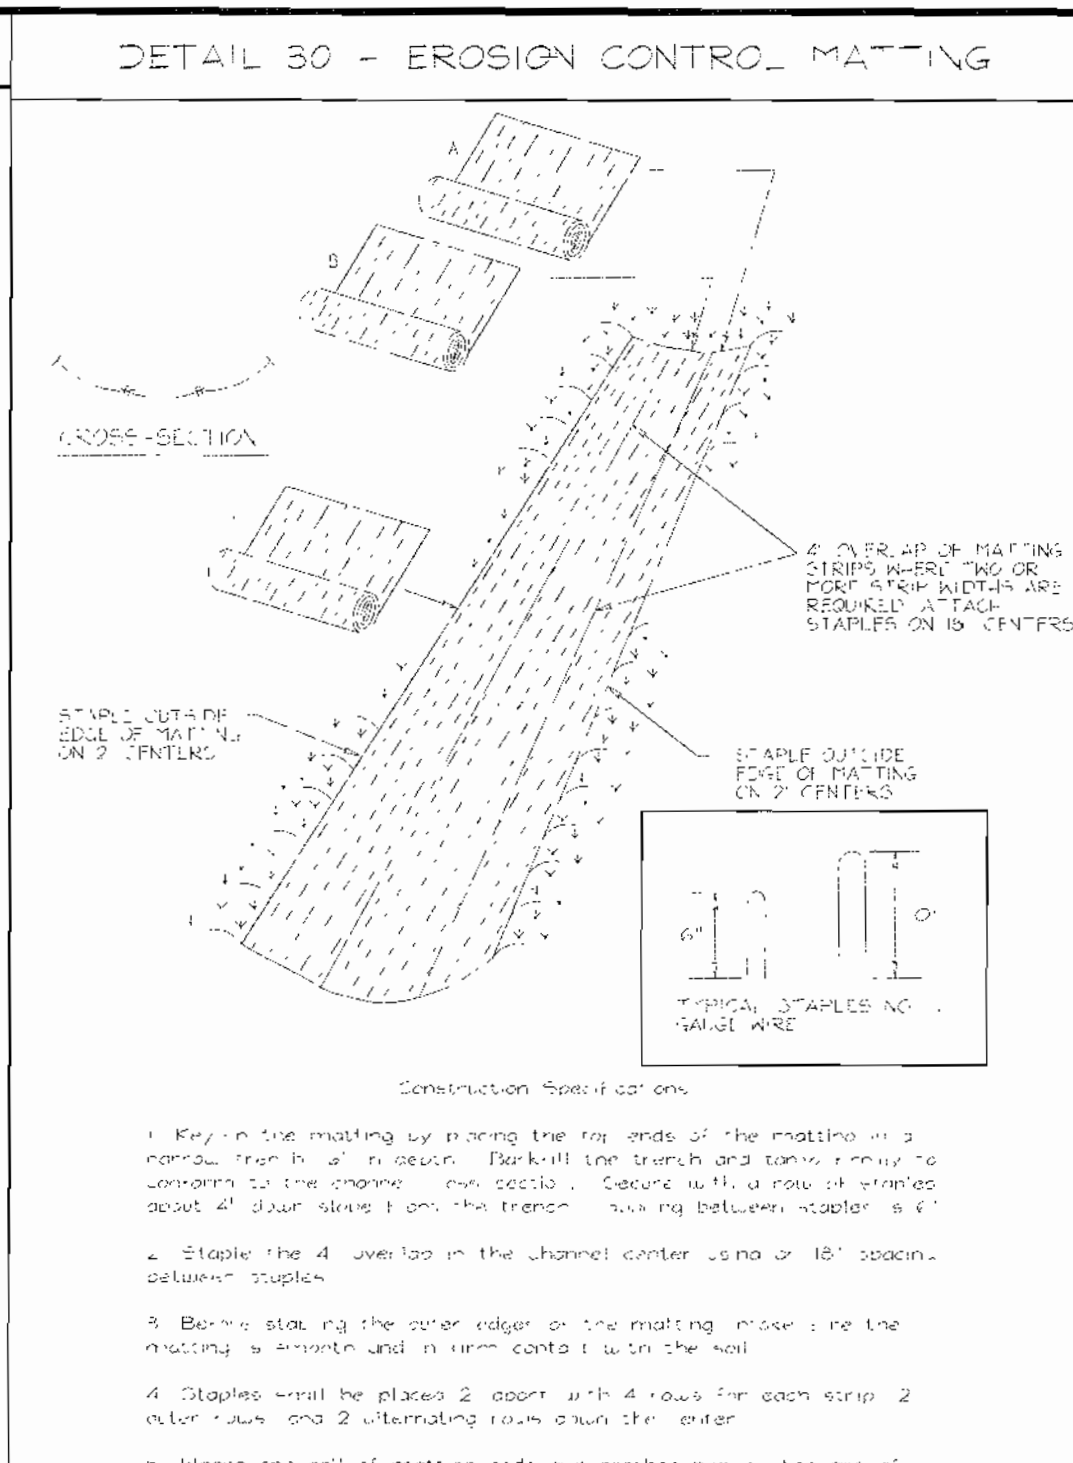 DETAIL 30 - EROSION CONTROL MATTING
A
B
CROSS-SECTION
4" OVERLAP OF MATTING
STRIPS WHERE TWO OR
MORE STRIP WIDTHS ARE
REQUIRED ATTACH
STAPLES ON 18" CENTERS
STAPLE OUTSIDE
EDGE OF MATTING
ON 2' CENTERS
STAPLE OUTSIDE
EDGE OF MATTING
ON 2' CENTERS
6"
TYPICAL STAPLES NO
GAUGE WIRE
Construction Specifications
1 Key-in the matting by placing the top ends of the matting in a
narrow trench 6" in depth Backfill the trench and tamp firmly to
conform to the channel cross section. Secure with a row of staples
about 4" down slope from the trench Spacing between staples is 6"
2 Staple the 4" overlap in the channel center using an 18" spacing
between staples
3 Before stapling the outer edges of the matting make sure the
matting is smooth and in firm contact with the soil
4 Staples shall be placed 2' apart with 4 rows for each strip 2
outer rows and 2 alternating rows down the center